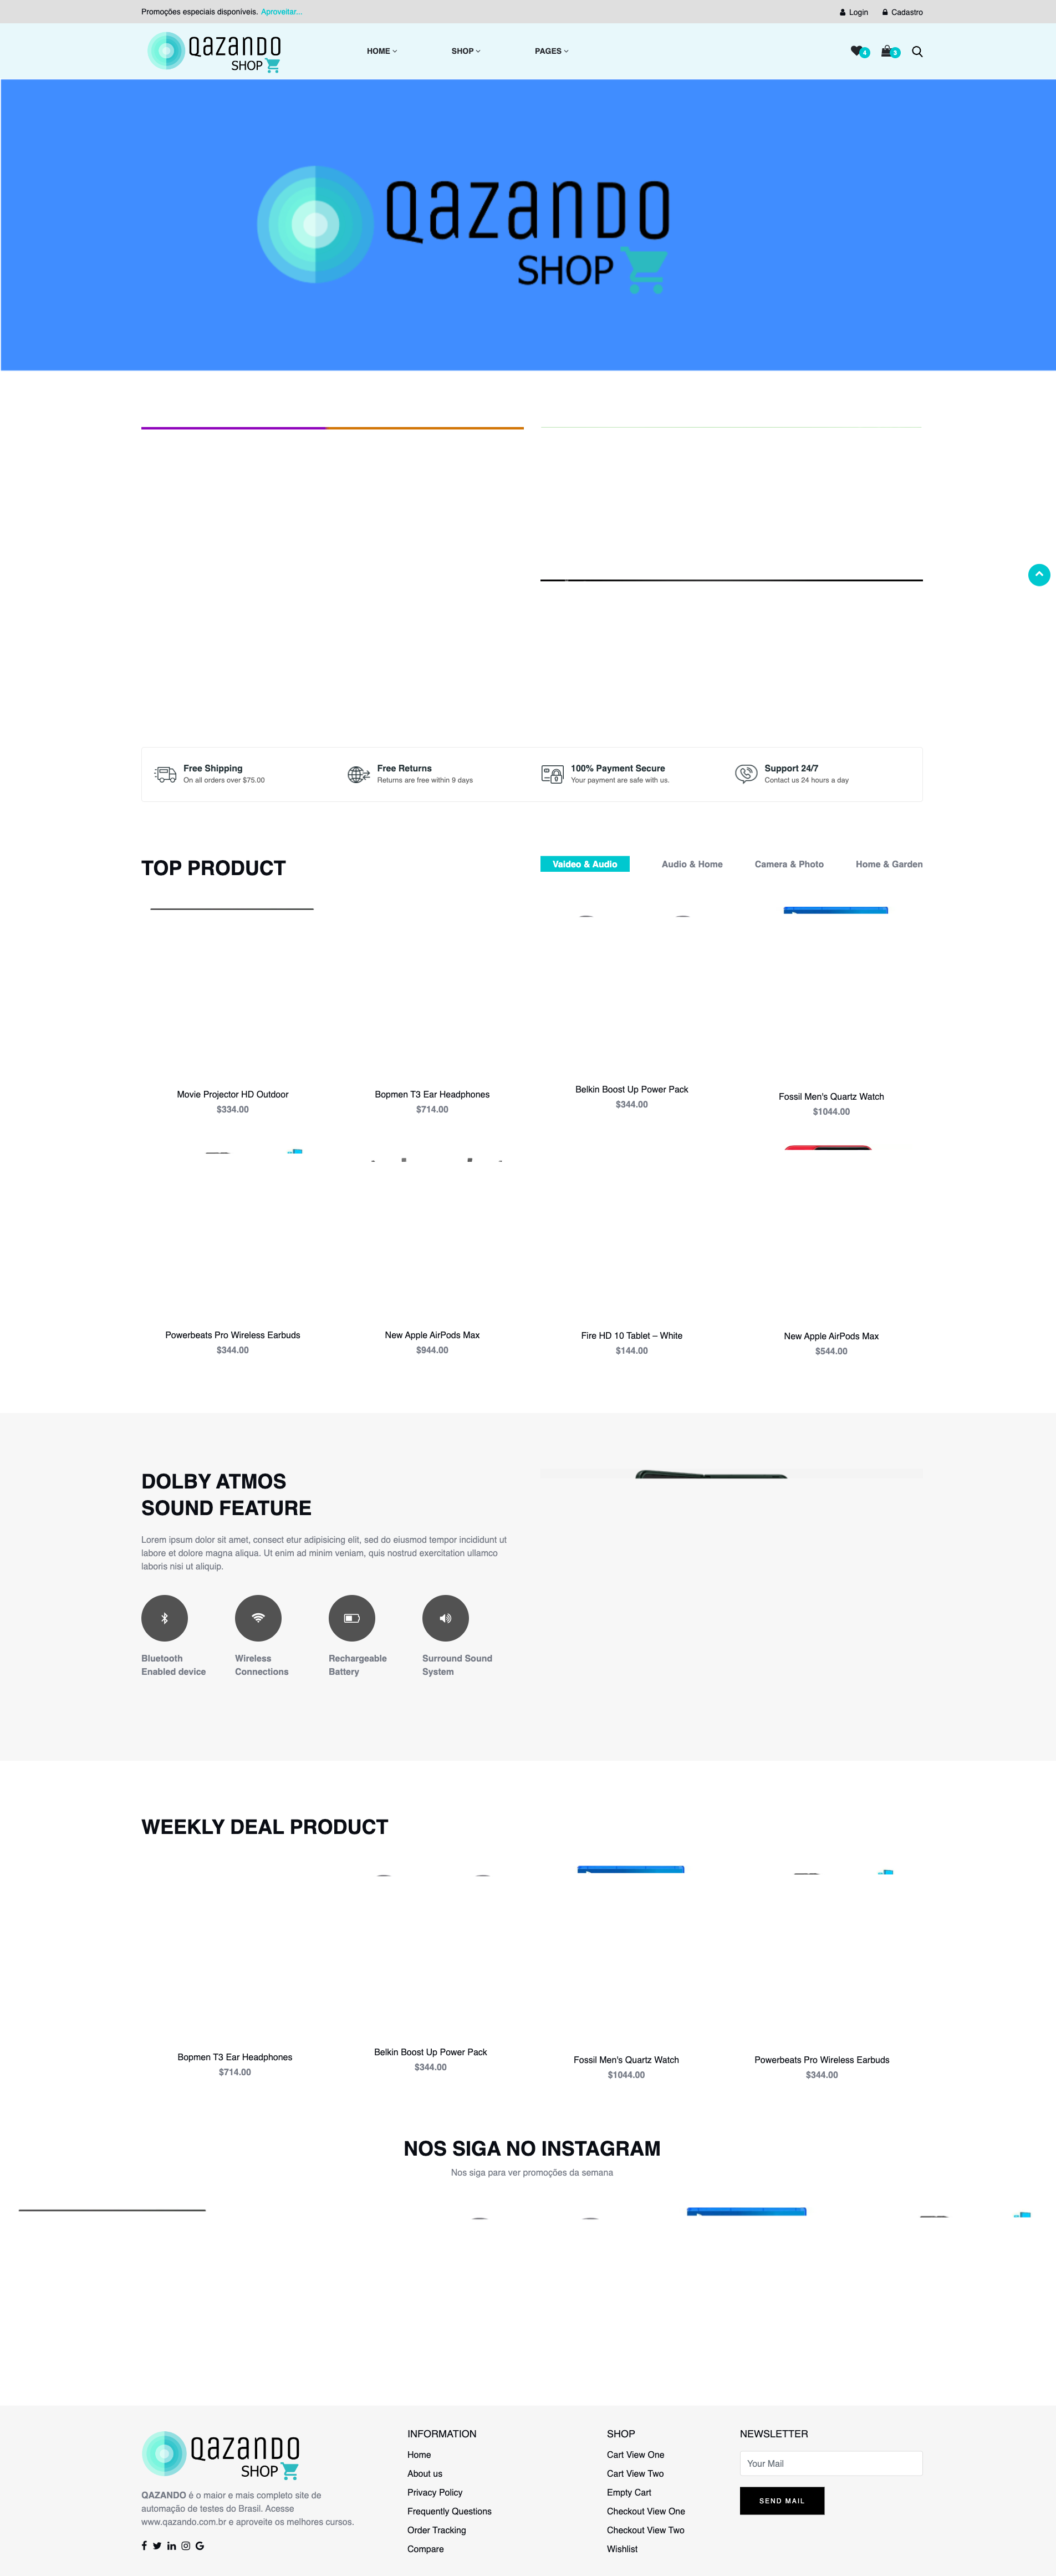 Promoções especiais disponíveis. Aproveitar...
Login
Cadastro
QAZANDO
SHOP
HOME
SHOP
PAGES
4
3
QAZANDO
SHOP
Free Shipping
On all orders over $75.00
Free Returns
Returns are free within 9 days
100% Payment Secure
Your payment are safe with us.
Support 24/7
Contact us 24 hours a day
TOP PRODUCT
Vaideo & Audio
Audio & Home
Camera & Photo
Home & Garden
Movie Projector HD Outdoor
$334.00
Bopmen T3 Ear Headphones
$714.00
Belkin Boost Up Power Pack
$344.00
Fossil Men's Quartz Watch
$1044.00
Powerbeats Pro Wireless Earbuds
$344.00
New Apple AirPods Max
$944.00
Fire HD 10 Tablet – White
$144.00
New Apple AirPods Max
$544.00
DOLBY ATMOS
SOUND FEATURE
Lorem ipsum dolor sit amet, consect etur adipisicing elit, sed do eiusmod tempor incididunt ut
labore et dolore magna aliqua. Ut enim ad minim veniam, quis nostrud exercitation ullamco
laboris nisi ut aliquip.
Bluetooth
Enabled device
Wireless
Connections
Rechargeable
Battery
Surround Sound
System
WEEKLY DEAL PRODUCT
Bopmen T3 Ear Headphones
$714.00
Belkin Boost Up Power Pack
$344.00
Fossil Men's Quartz Watch
$1044.00
Powerbeats Pro Wireless Earbuds
$344.00
NOS SIGA NO INSTAGRAM
Nos siga para ver promoções da semana
QAZANDO
SHOP
QAZANDO é o maior e mais completo site de
automação de testes do Brasil. Acesse
www.qazando.com.br e aproveite os melhores cursos.
INFORMATION
Home
About us
Privacy Policy
Frequently Questions
Order Tracking
Compare
SHOP
Cart View One
Cart View Two
Empty Cart
Checkout View One
Checkout View Two
Wishlist
NEWSLETTER
Your Mail
SEND MAIL